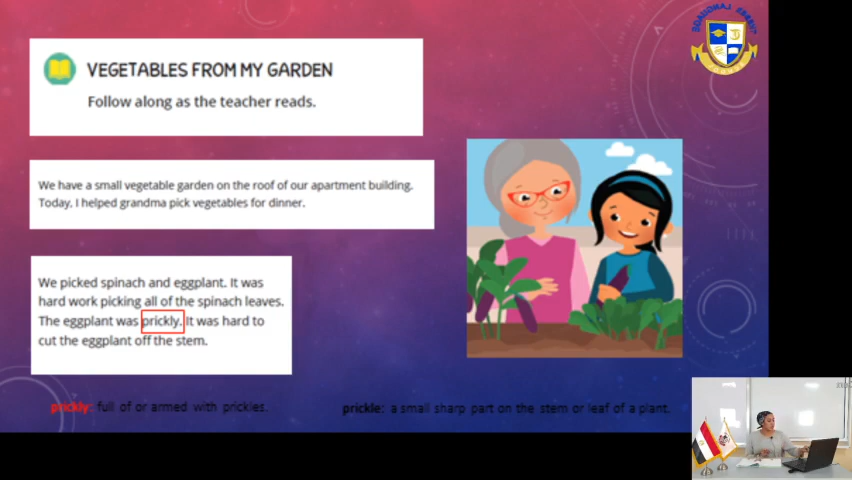 VEGETABLES FROM MY GARDEN
Follow along as the teacher reads.
We have a small vegetable garden on the roof of our apartment building.
Today, I helped grandma pick vegetables for dinner.
We picked spinach and eggplant. It was
hard work picking all of the spinach leaves.
The eggplant was prickly. It was hard to
cut the eggplant off the stem.
prickly: full of or armed with prickles.
prickle: a small sharp part on the stem or leaf of a plant.